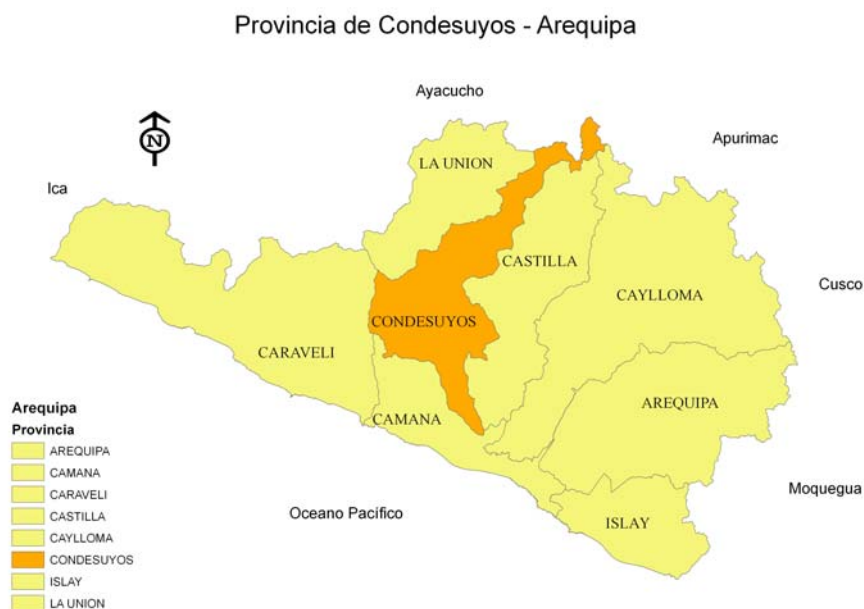 Provincia de Condesuyos - Arequipa
Ayacucho
Apurimac
N
LA UNION
Ica
CASTILLA
Cusco
CAYLLOMA
CONDESUYOS
CARAVELI
AREQUIPA
CAMANA
Moquegua
Oceano Pacífico
ISLAY
Arequipa
Provincia
AREQUIPA
CAMANA
CARAVELI
CASTILLA
CAYLLOMA
CONDESUYOS
ISLAY
LA UNION